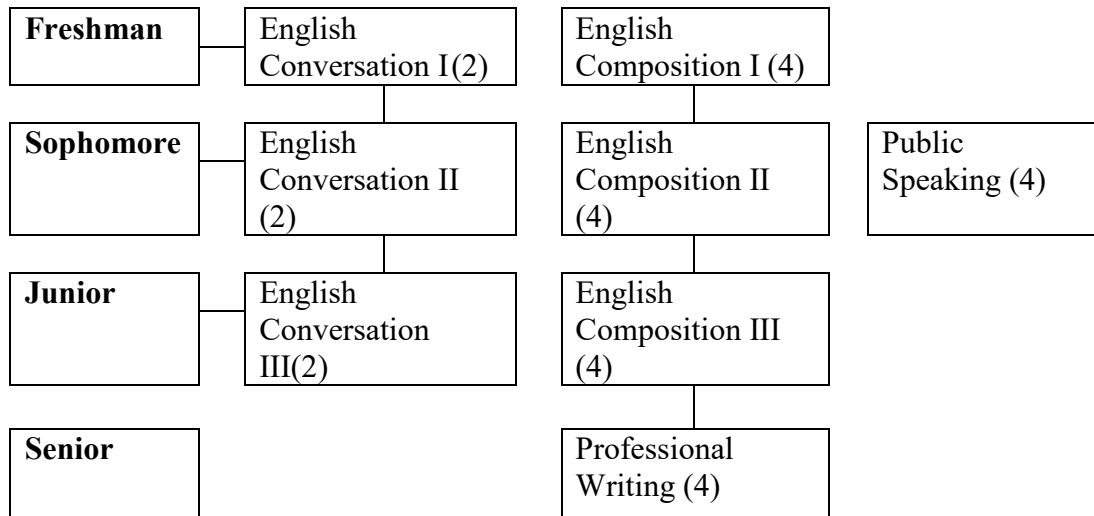 Freshman
English
Conversation I(2)
English
Composition I (4)
Sophomore
English
Conversation II
(2)
English
Composition II
(4)
Public
Speaking (4)
Junior
English
Conversation
III(2)
English
Composition III
(4)
Senior
Professional
Writing (4)